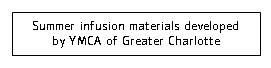 Summer infusion materials developed
by YMCA of Greater Charlotte